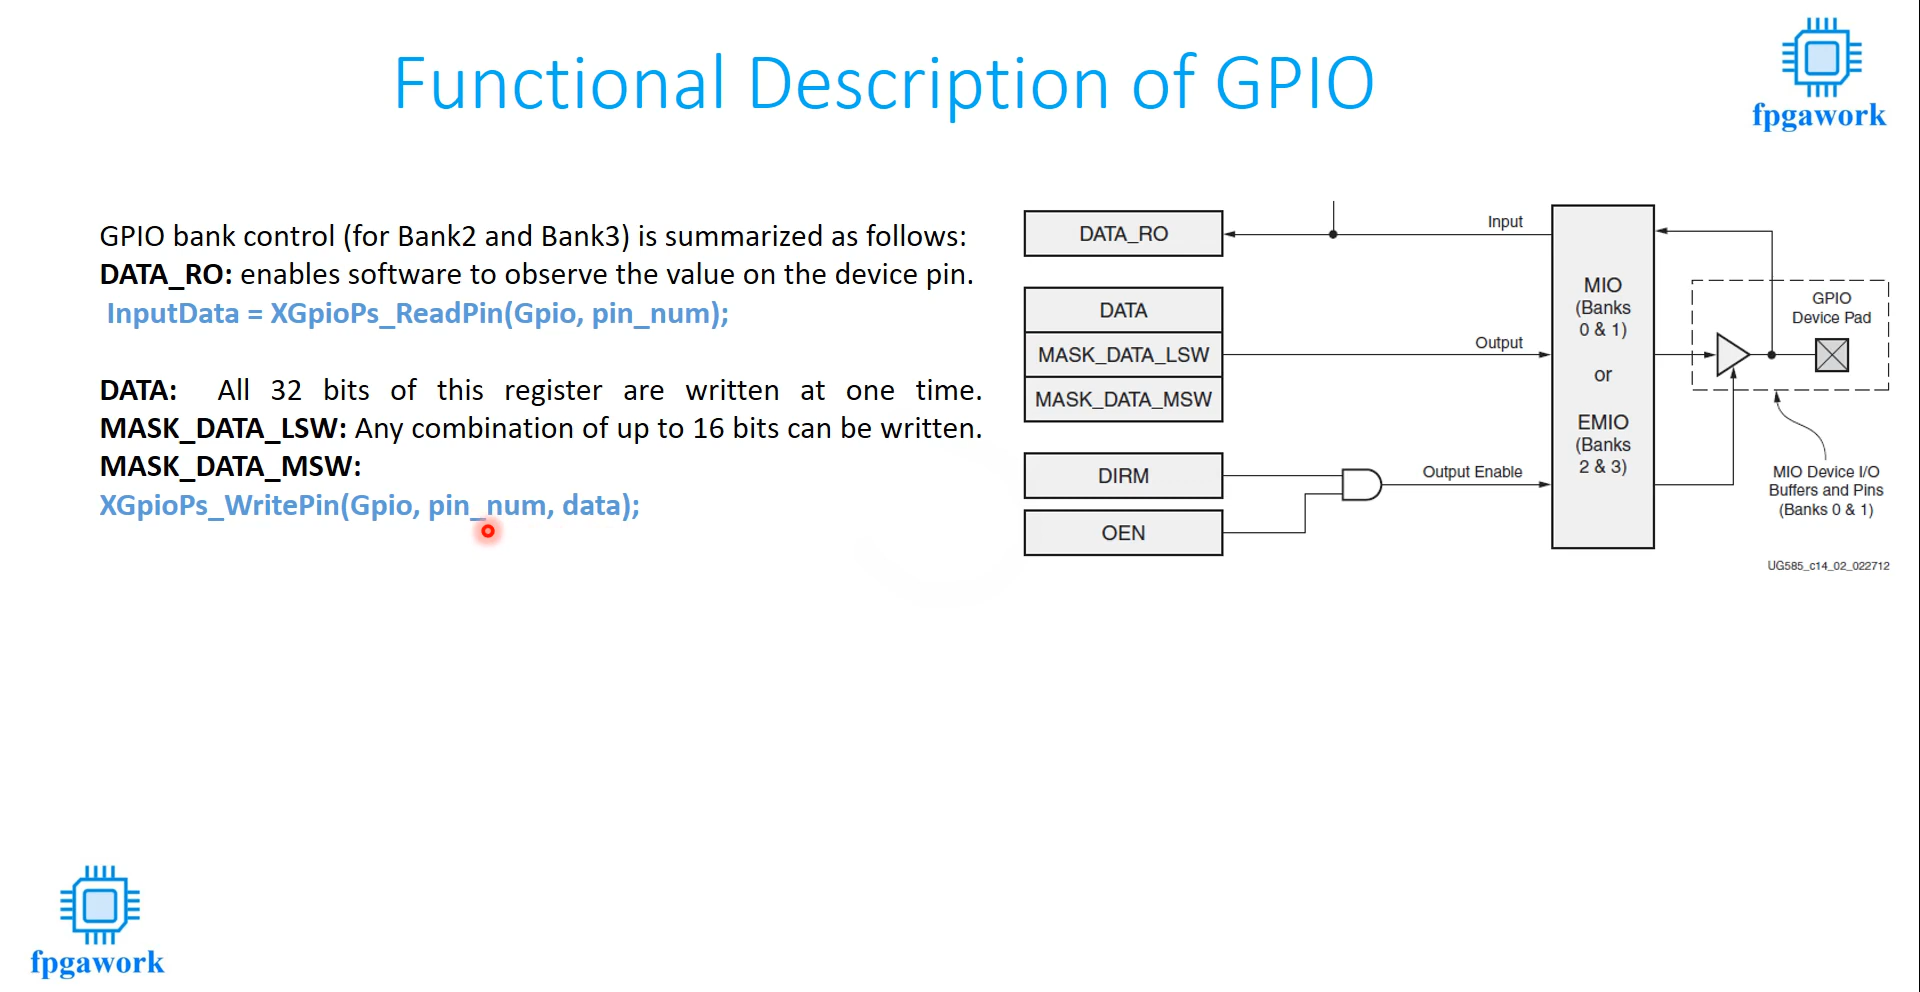 Functional Description of GPIO
fpgawork
GPIO bank control (for Bank2 and Bank3) is summarized as follows:
DATA_RO: enables software to observe the value on the device pin.
InputData = XGpioPs_ReadPin(Gpio, pin_num);
DATA: All 32 bits of this register are written at one time.
MASK_DATA_LSW: Any combination of up to 16 bits can be written.
MASK_DATA_MSW:
XGpioPs_WritePin(Gpio, pin_num, data);
DATA_RO
Input
DATA
MASK_DATA_LSW
MASK_DATA_MSW
Output
DIRM
OEN
Output Enable
MIO
(Banks
0 & 1)
or
EMIO
(Banks
2 & 3)
GPIO
Device Pad
MIO Device I/O
Buffers and Pins
(Banks 0 & 1)
UG585_c14_02_022712
fpgawork